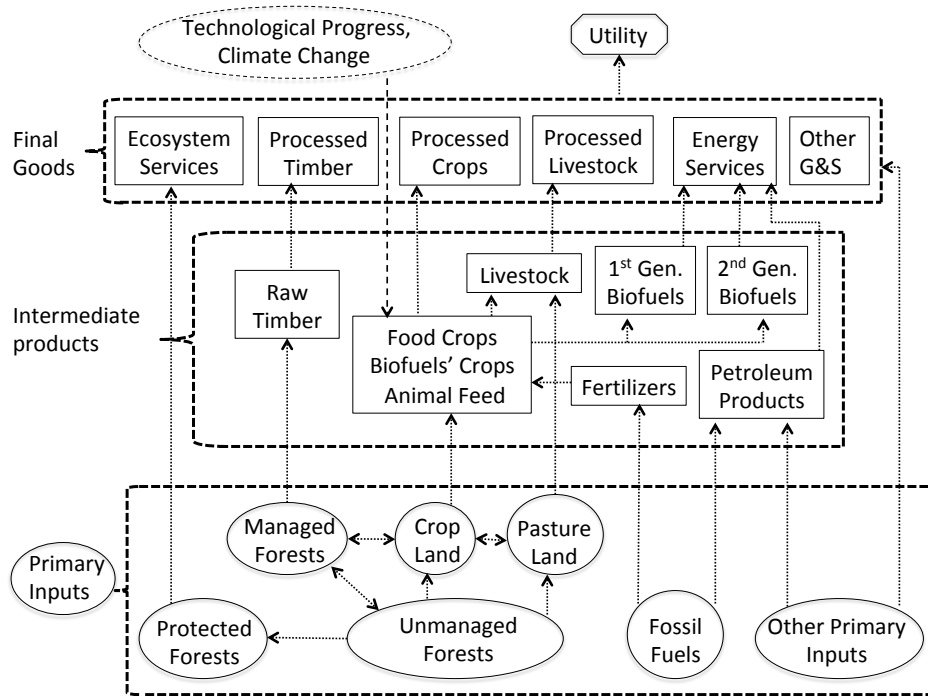 Technological Progress,
Climate Change
Utility
Final
Goods
Ecosystem
Services
Processed
Timber
Processed
Crops
Processed
Livestock
Energy
Services
Other
G&S
Intermediate
products
Raw
Timber
Livestock
1st Gen.
Biofuels
2nd Gen.
Biofuels
Food Crops
Biofuels’ Crops
Animal Feed
Fertilizers
Petroleum
Products
Primary
Inputs
Managed
Forests
Crop
Land
Pasture
Land
Protected
Forests
Unmanaged
Forests
Fossil
Fuels
Other Primary
Inputs